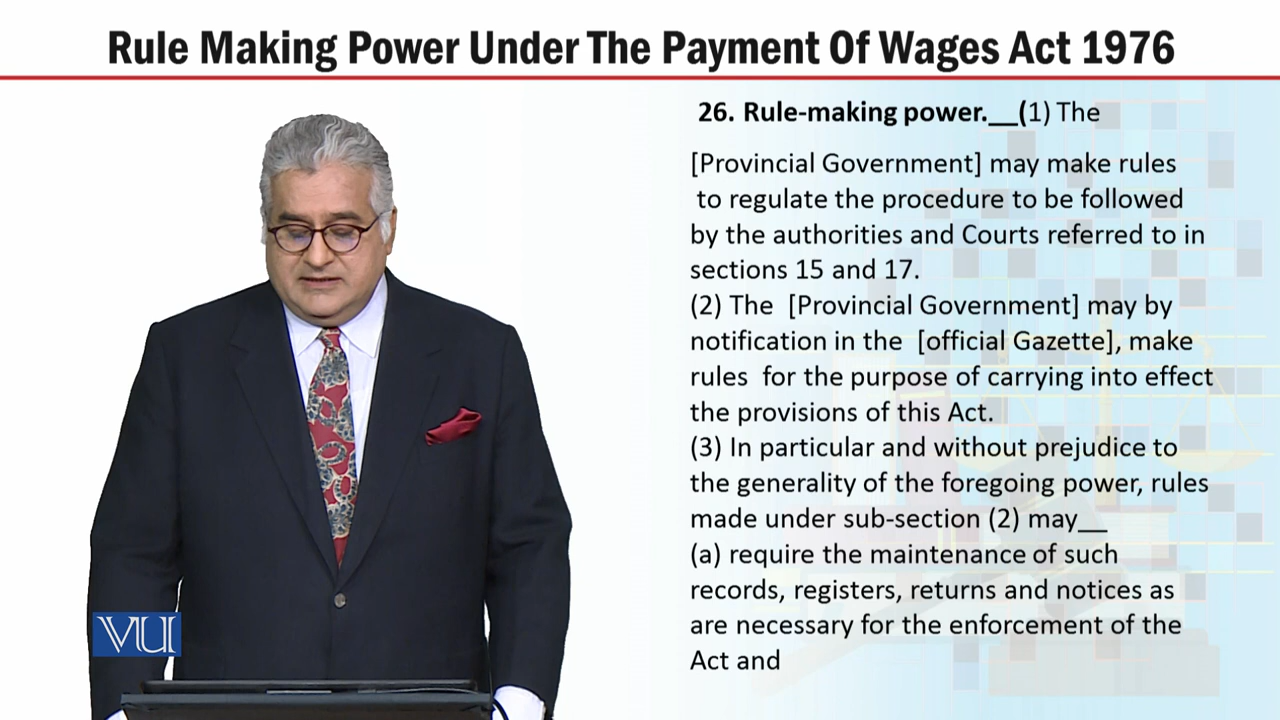 Rule Making Power Under The Payment Of Wages Act 1976
26. Rule-making power.__(1) The
[Provincial Government] may make rules
to regulate the procedure to be followed
by the authorities and Courts referred to in
sections 15 and 17.
(2) The [Provincial Government] may by
notification in the [official Gazette], make
rules for the purpose of carrying into effect
the provisions of this Act.
(3) In particular and without prejudice to
the generality of the foregoing power, rules
made under sub-section (2) may__
(a) require the maintenance of such
records, registers, returns and notices as
are necessary for the enforcement of the
Act and
VU